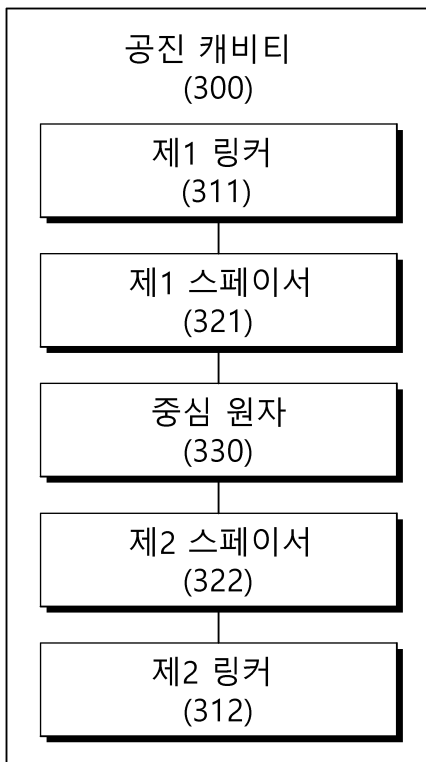 공진 캐비티
(300)
제1 링커
(311)
제1 스페이서
(321)
중심 원자
(330)
제2 스페이서
(322)
제2 링커
(312)